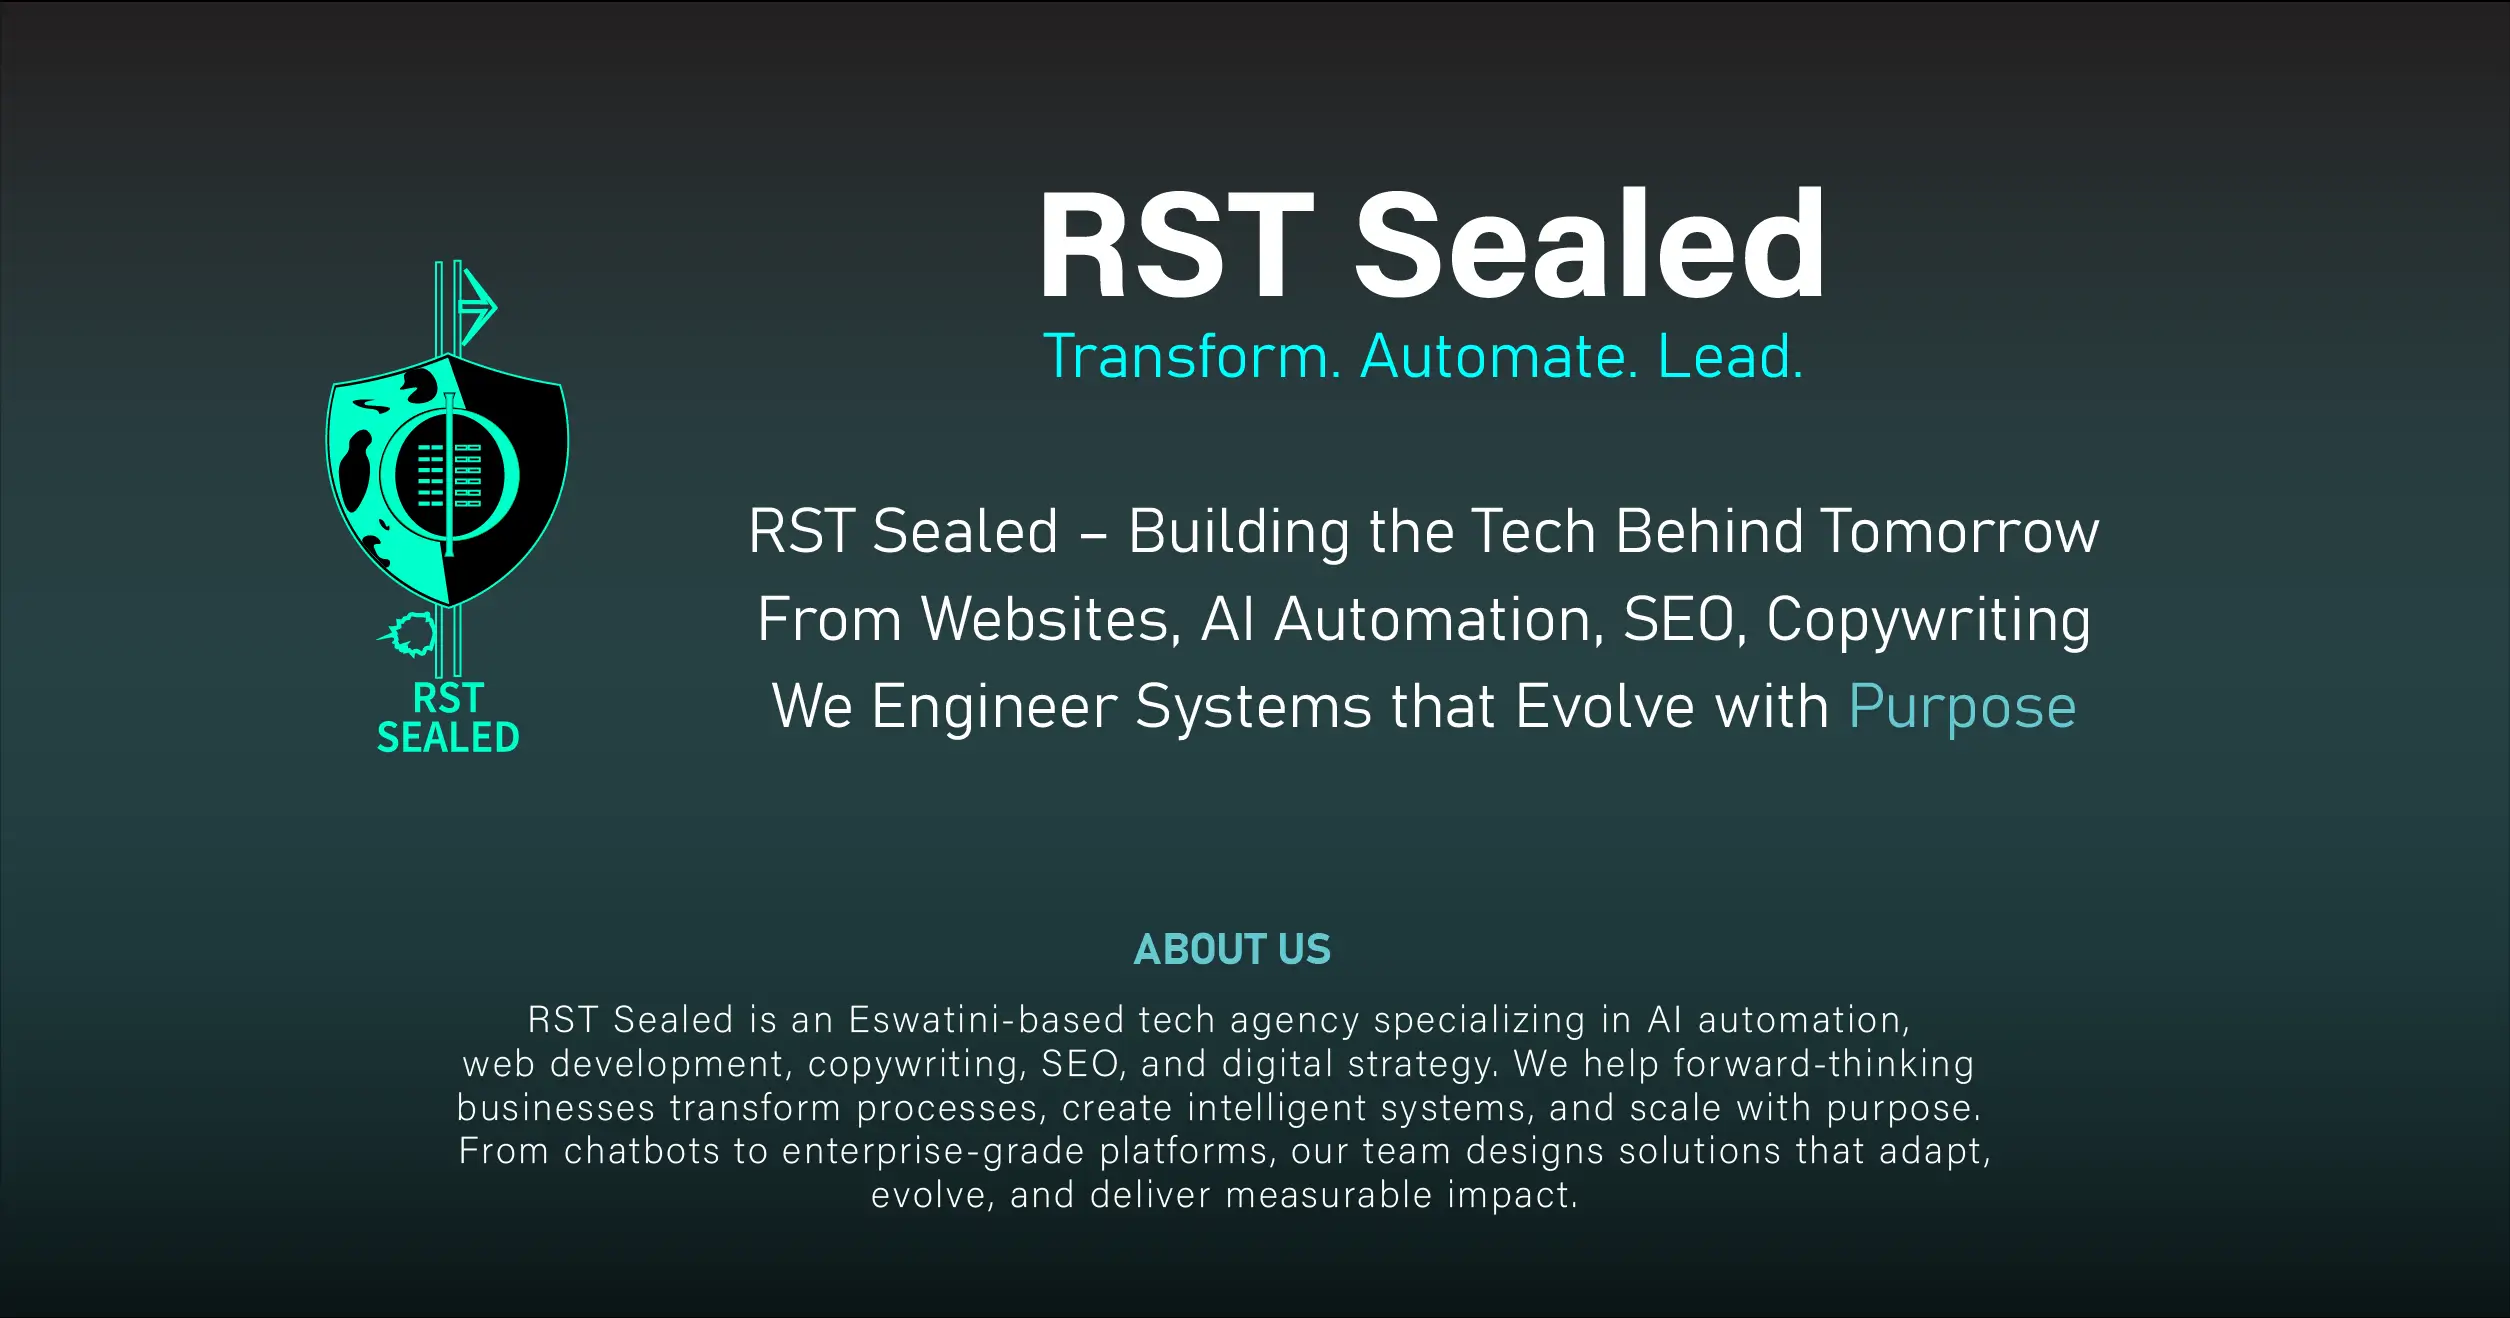 RST Sealed
Transform. Automate. Lead.
RST SEALED
RST Sealed – Building the Tech Behind Tomorrow
From Websites, AI Automation, SEO, Copywriting
We Engineer Systems that Evolve with Purpose
ABOUT US
RST Sealed is an Eswatini-based tech agency specializing in AI automation,
web development, copywriting, SEO, and digital strategy. We help forward-thinking
businesses transform processes, create intelligent systems, and scale with purpose.
From chatbots to enterprise-grade platforms, our team designs solutions that adapt,
evolve, and deliver measurable impact.